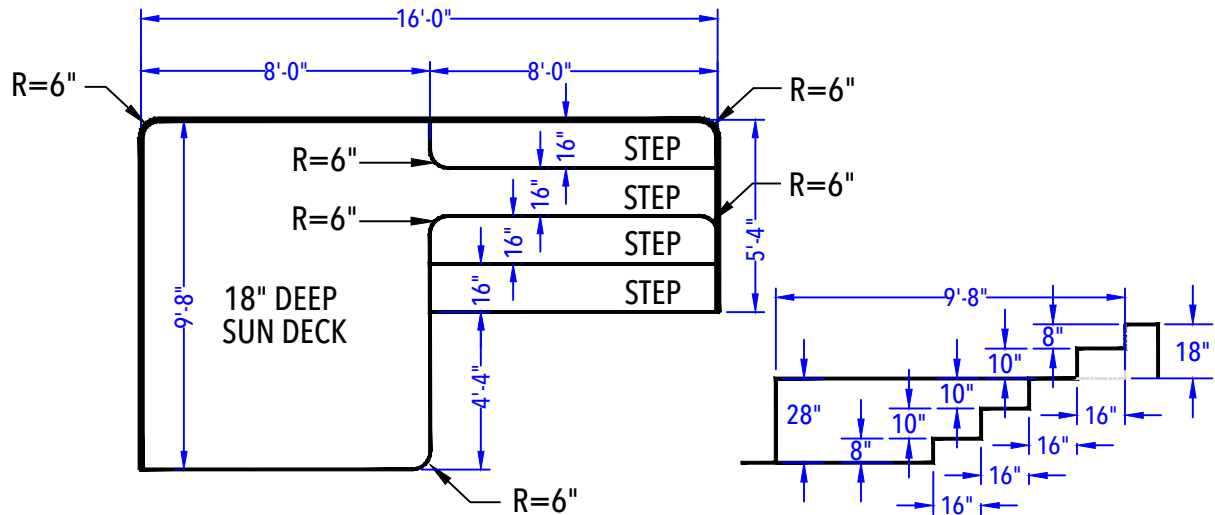 16'-0"
8'-0"
8'-0"
R=6"
R=6"
STEP
16"
R=6"
STEP
16"
R=6"
R=6"
STEP
16"
5'-4"
STEP
16"
18" DEEP
SUN DECK
9'-8"
4'-4"
R=6"
9'-8"
8"
10"
18"
10"
28"
10"
8"
16"
16"
16"
16"